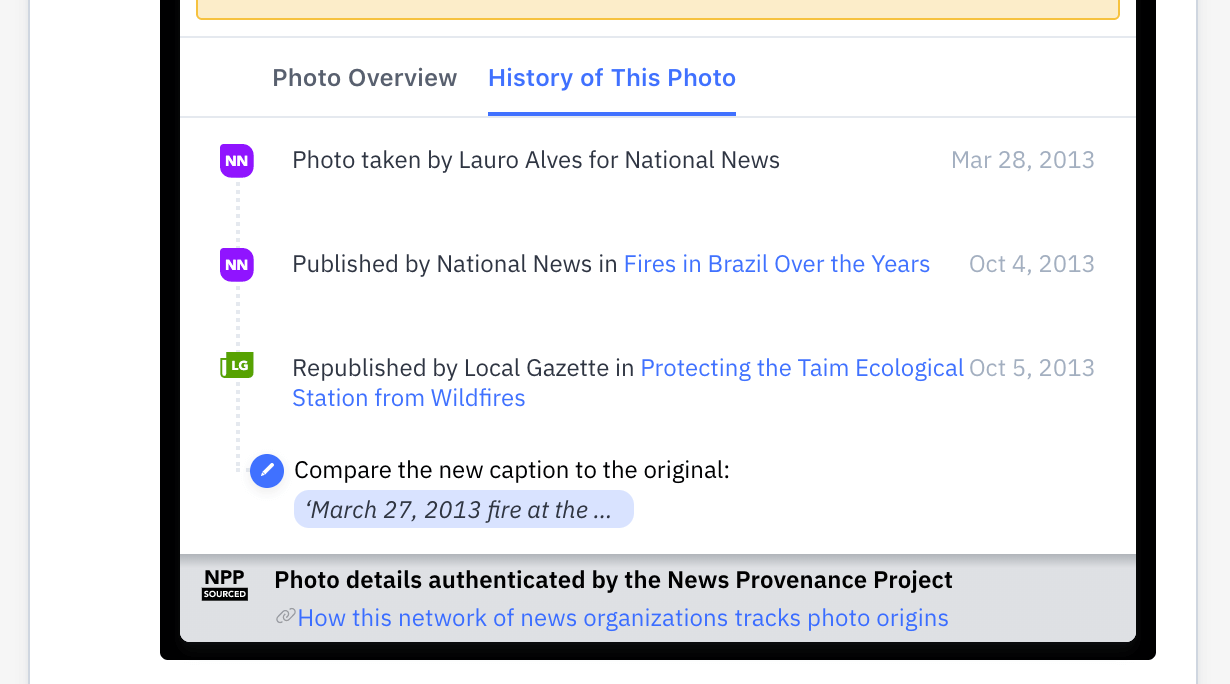 Photo Overview History of This Photo
NN Photo taken by Lauro Alves for National News Mar 28, 2013
NN Published by National News in Fires in Brazil Over the Years Oct 4, 2013
LG Republished by Local Gazette in Protecting the Taim Ecological Oct 5, 2013
Station from Wildfires
Compare the new caption to the original:
‘March 27, 2013 fire at the ...
NPP Photo details authenticated by the News Provenance Project
SOURCED
How this network of news organizations tracks photo origins